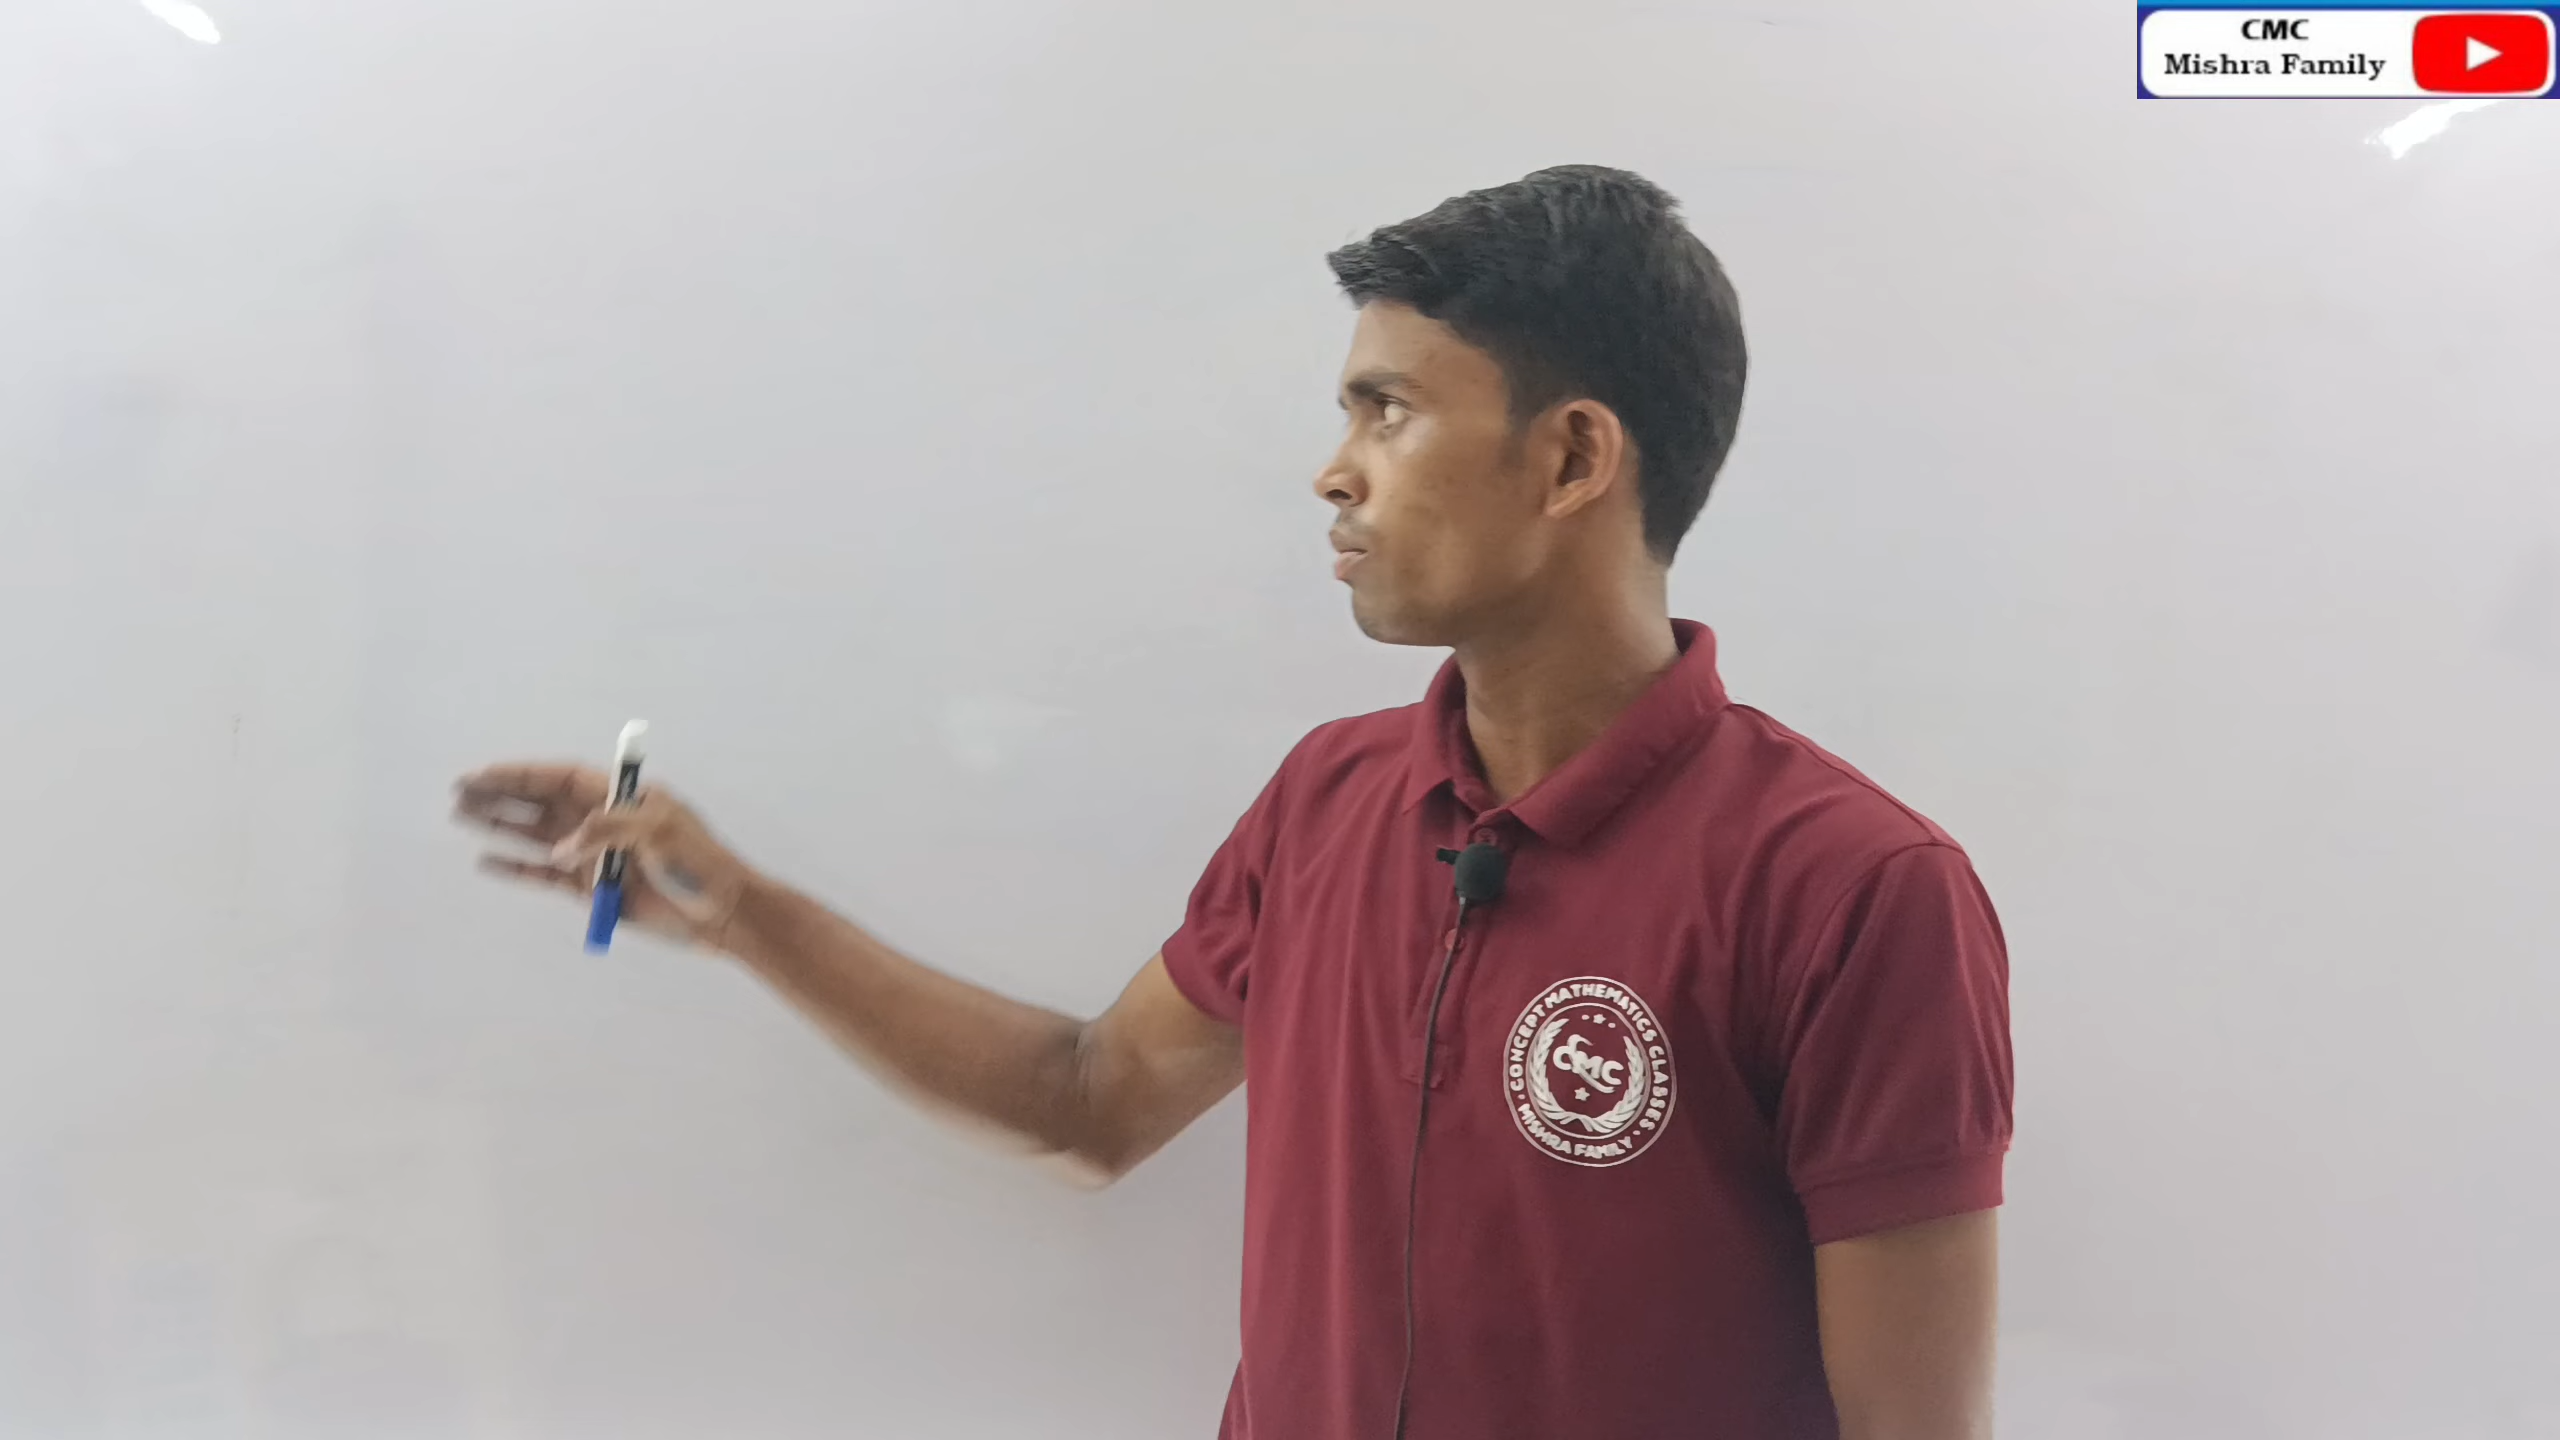 CMC
Mishra Family
CONCEPT MATHEMATICS CLASSES
CMC
MISHRA FAMILY